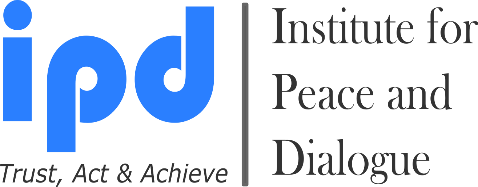 ipd
Trust, Act & Achieve
Institute for
Peace and
Dialogue